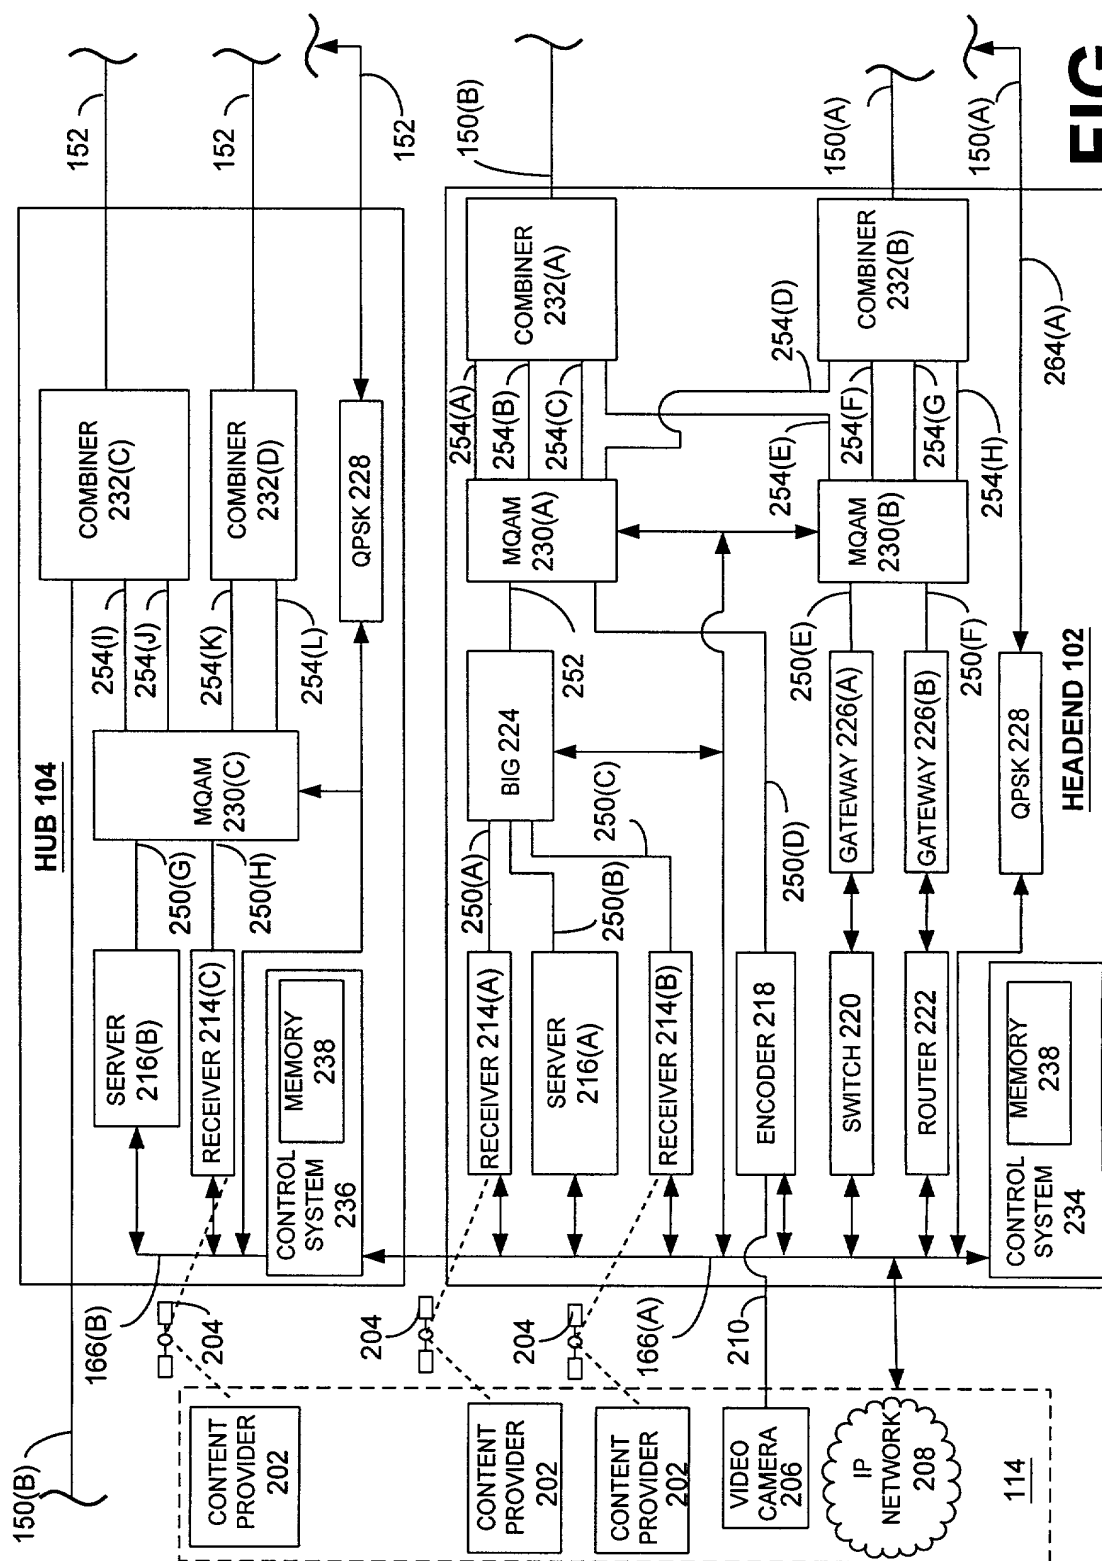 HUB 104
150(B)
166(B)
204
CONTENT
PROVIDER
202
SERVER
216(B)
RECEIVER 214(C)
CONTROL
SYSTEM
236
MEMORY
238
250(G)
250(H)
MQAM
230(C)
254(I)
254(J)
254(K)
254(L)
COMBINER
232(C)
COMBINER
232(D)
QPSK 228
152
152
152
CONTENT
PROVIDER
202
CONTENT
PROVIDER
202
VIDEO
CAMERA
206
IP
NETWORK
208
114
204
204
166(A)
210
RECEIVER 214(A)
SERVER
216(A)
RECEIVER 214(B)
ENCODER 218
SWITCH 220
ROUTER 222
CONTROL
SYSTEM
234
MEMORY
238
250(A)
250(B)
250(C)
250(D)
BIG 224
GATEWAY 226(A)
GATEWAY 226(B)
QPSK 228
HEADEND 102
252
250(E)
250(F)
MQAM
230(A)
MQAM
230(B)
254(A)
254(B)
254(C)
254(D)
254(E)
254(F)
254(G
254(H)
264(A)
COMBINER
232(A)
COMBINER
232(B)
150(B)
150(A)
150(A)
FIG